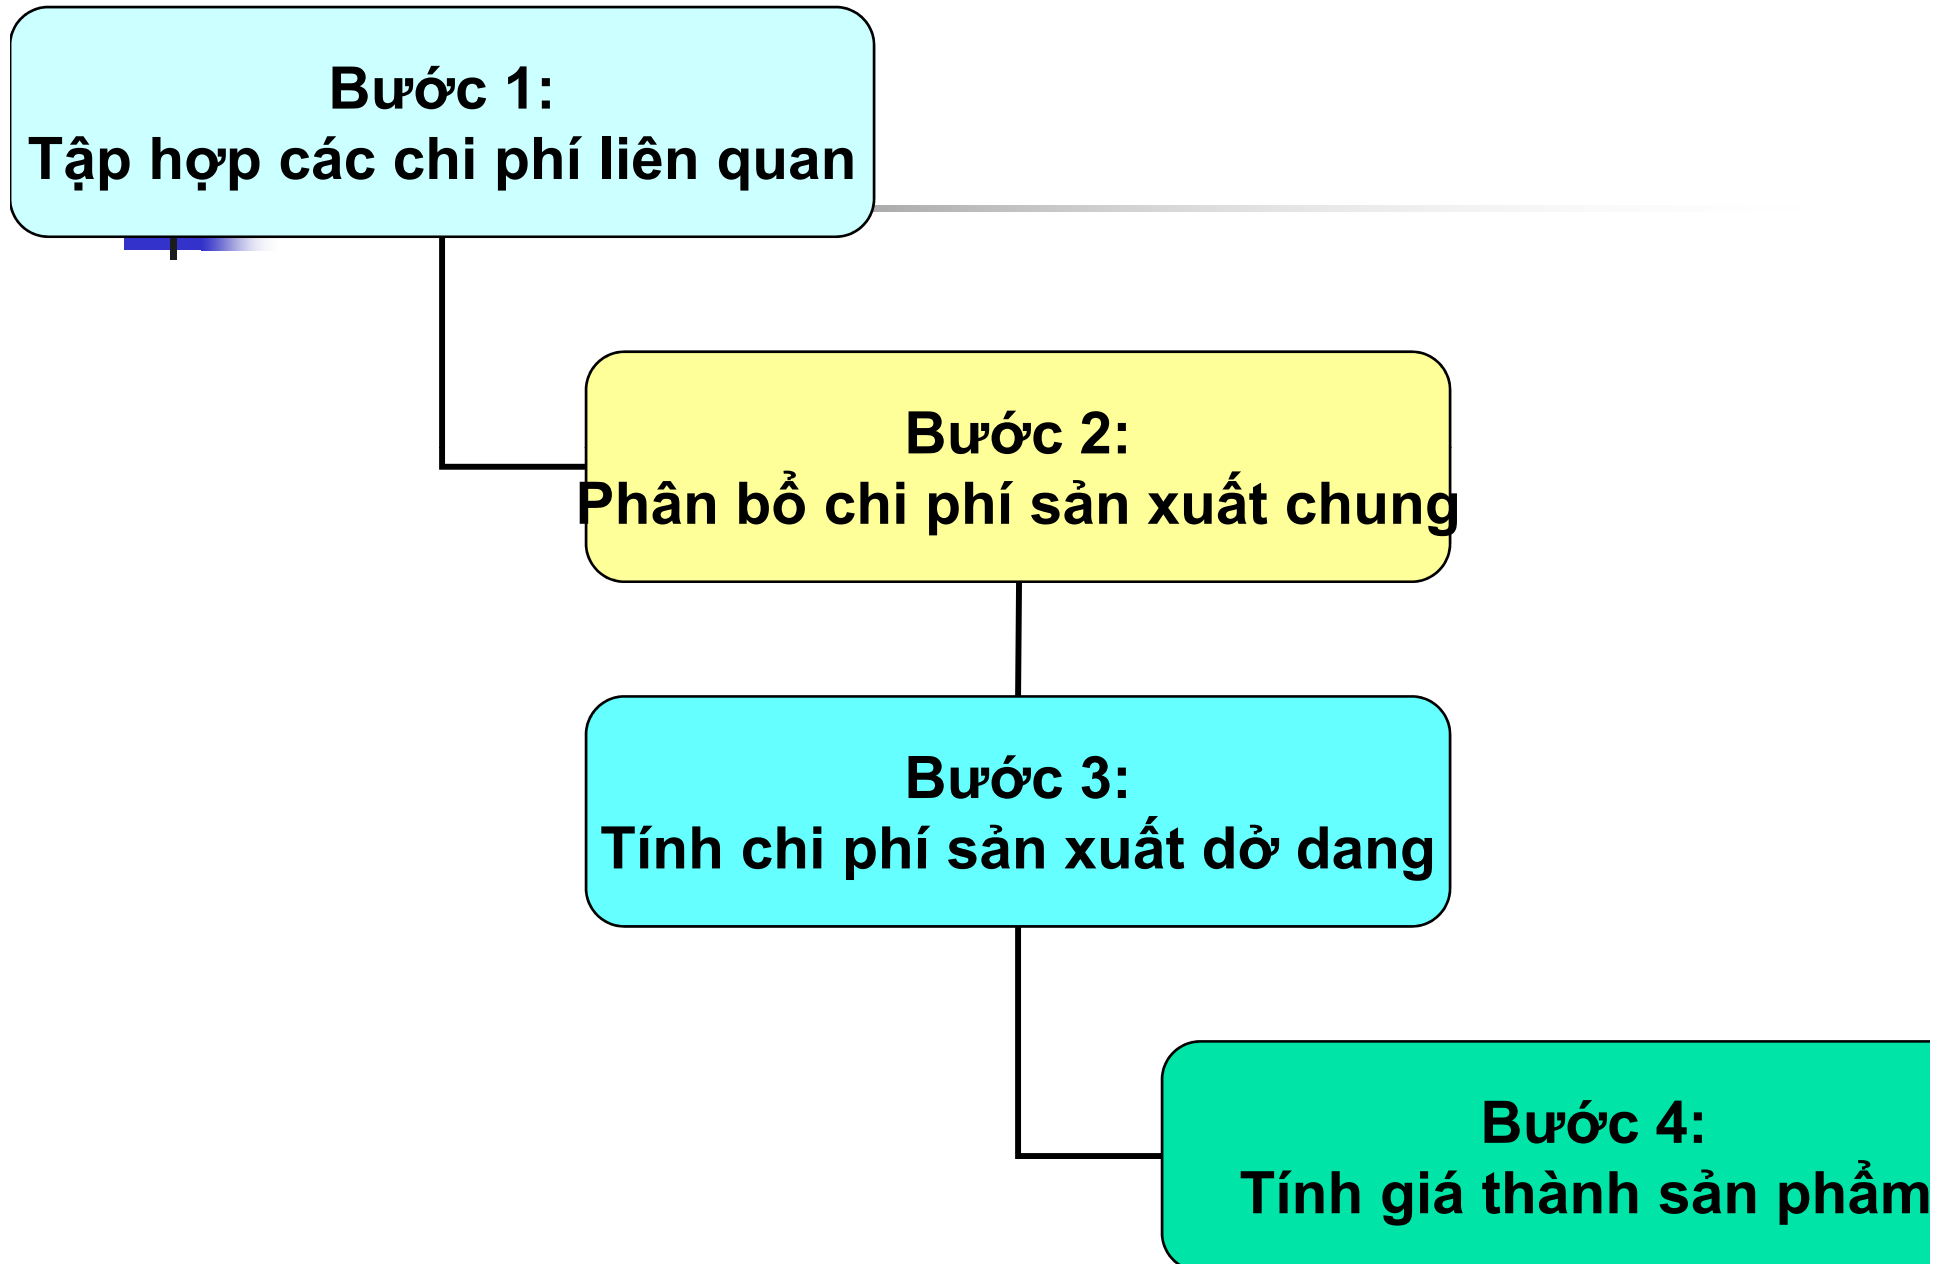 Bước 1:
Tập hợp các chi phí liên quan
Bước 2:
Phân bổ chi phí sản xuất chung
Bước 3:
Tính chi phí sản xuất dở dang
Bước 4:
Tính giá thành sản phẩm